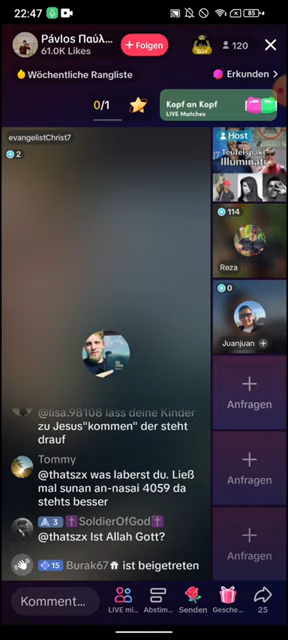 22:47
85
Pávlos Παύλ...
61.0K Likes
+ Folgen
120
Wöchentliche Rangliste
Erkunden >
0/1
Kopf an Kopf
LIVE Matches
evangelistChrist7
2
Host
Teufelspakt
Illuminati
114
Reza
0
Juanjuan
Anfragen
Anfragen
Anfragen
@lisa.98108 lass deine Kinder
zu Jesus"kommen" der steht
drauf
Tommy
@thatszx was laberst du. Ließ
mal sunan an-nasai 4059 da
stehts besser
3 SoldierOfGod
@thatszx Ist Allah Gott?
15 Burak67 ist beigetreten
Komment...
LIVE mi...
Abstim...
Senden
Gesche...
25